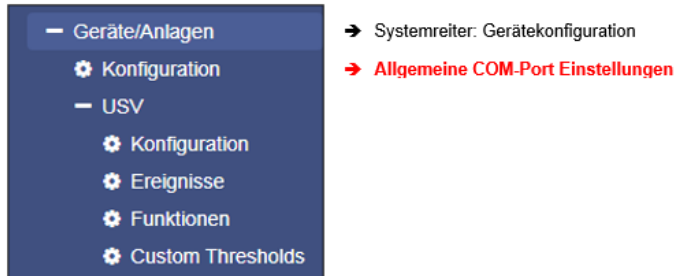 Geräte/Anlagen → Systemreiter: Gerätekonfiguration
Konfiguration → Allgemeine COM-Port Einstellungen
USV
Konfiguration
Ereignisse
Funktionen
Custom Thresholds